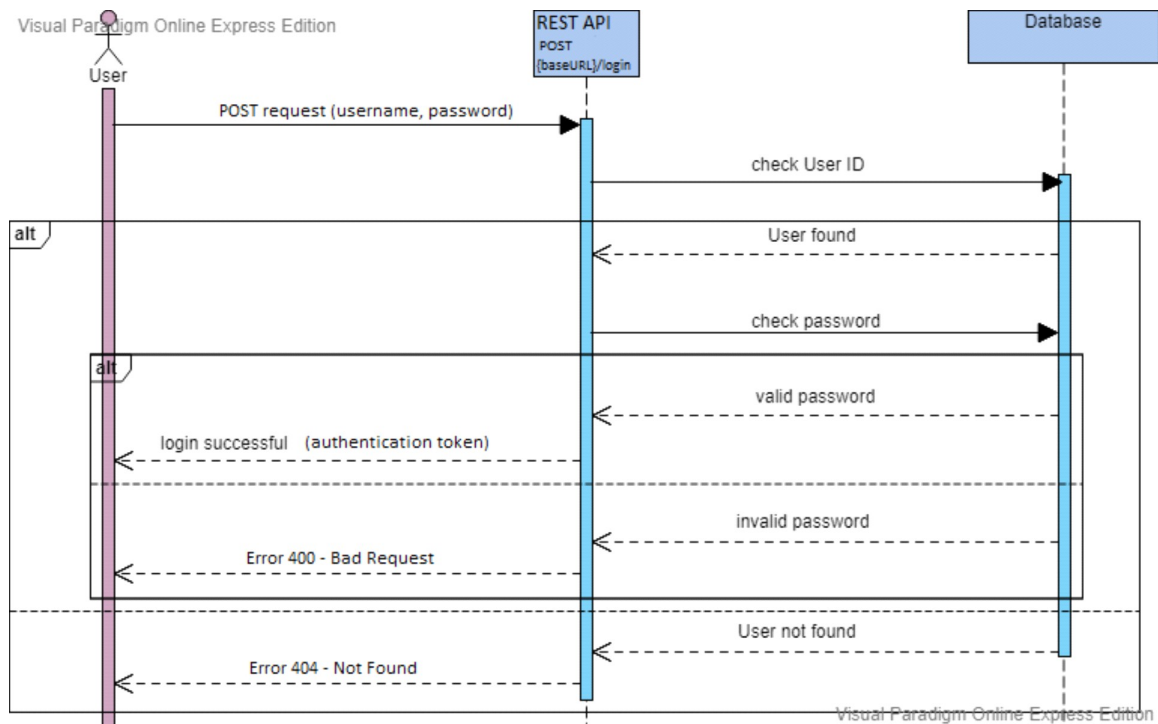 Visual Paradigm Online Express Edition
User
REST API
POST
{baseURL}/login
Database
POST request (username, password)
check User ID
alt
User found
check password
alt
valid password
login successful (authentication token)
invalid password
Error 400 - Bad Request
User not found
Error 404 - Not Found
Visual Paradigm Online Express Edition